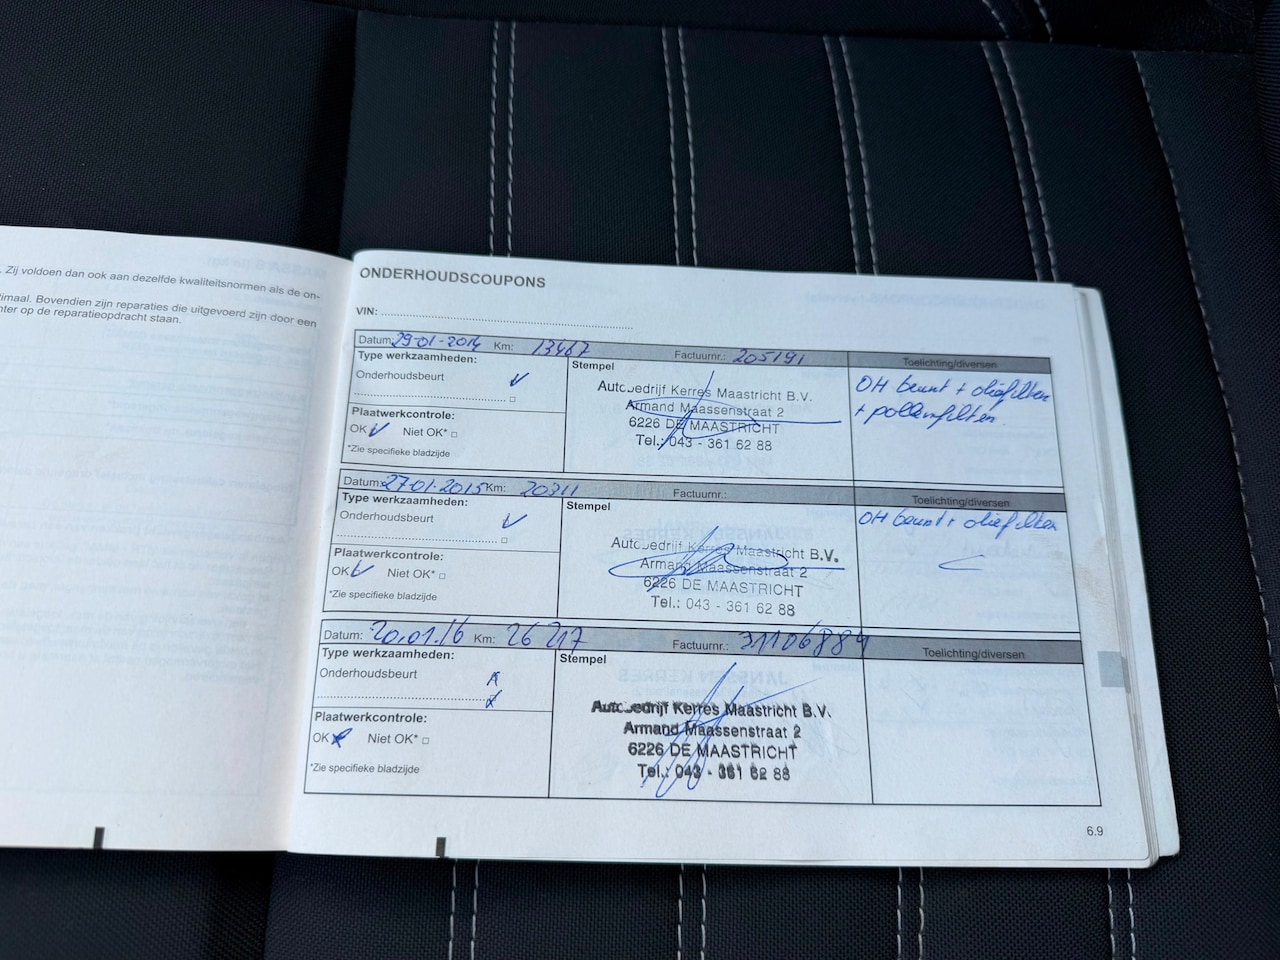 . Zij voldoen dan ook aan dezelfde kwaliteitsnormen als de on-
timaal. Bovendien zijn reparaties die uitgevoerd zijn door een
nter op de reparatieopdracht staan.
ONDERHOUDSCOUPONS
VIN:
Datum: 29-01-2014 Km: 13467 Factuurnr.: 205191 Toelichting/diversen
Type werkzaamheden:
Stempel
Onderhoudsbeurt
Plaatwerkcontrole:
OK Niet OK*
*Zie specifieke bladzijde
Autobedrijf Kerres Maastricht B.V.
Armand Maassenstraat 2
6226 DE MAASTRICHT
Tel.: 043 - 361 62 88
OH beurt + oliefilter
+ pollenfilter
Datum: 27-01-2015 Km: 20311 Factuurnr.: Toelichting/diversen
Type werkzaamheden:
Stempel
Onderhoudsbeurt
Plaatwerkcontrole:
OK Niet OK*
*Zie specifieke bladzijde
Autobedrijf Kerres Maastricht B.V.
Armand Maassenstraat 2
6226 DE MAASTRICHT
Tel.: 043 - 361 62 88
OH beurt + oliefilter
Datum: 20.01.16 Km: 26217 Factuurnr.: 31106884 Toelichting/diversen
Type werkzaamheden:
Stempel
Onderhoudsbeurt
Plaatwerkcontrole:
OK Niet OK*
*Zie specifieke bladzijde
Autobedrijf Kerres Maastricht B.V.
Armand Maassenstraat 2
6226 DE MAASTRICHT
Tel.: 043 - 361 62 88
6.9